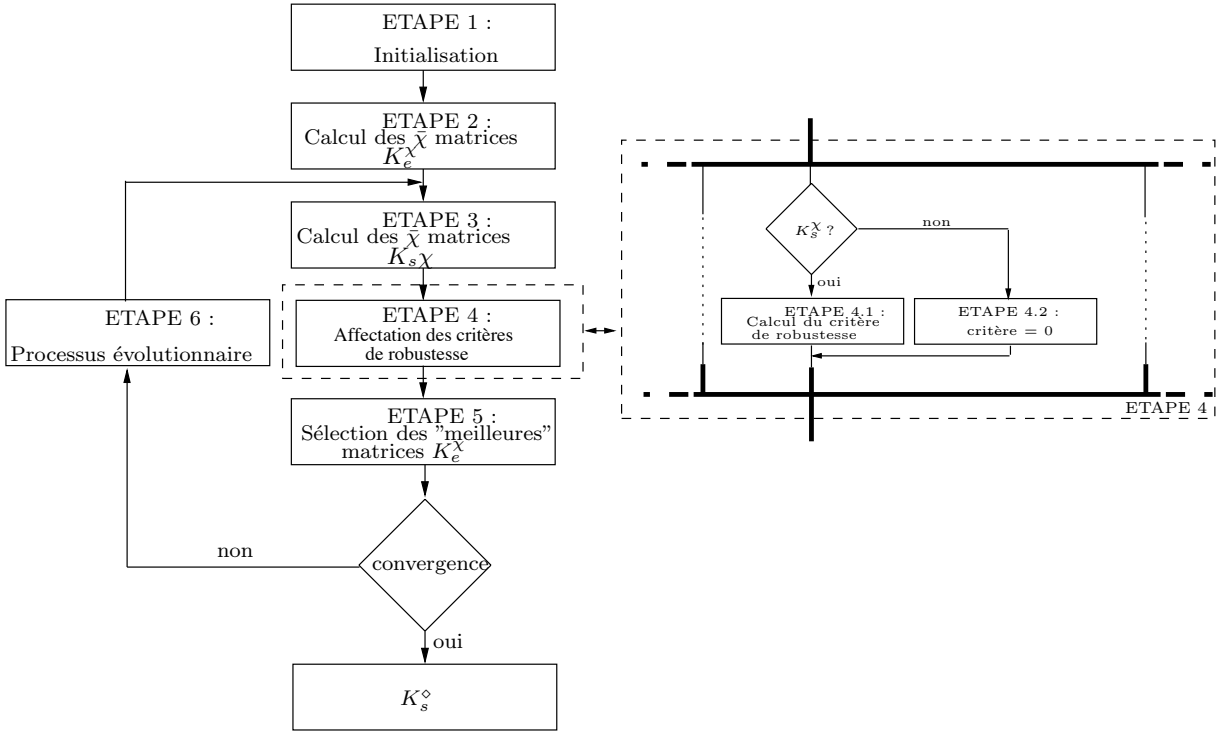 ETAPE 1 :
Initialisation
ETAPE 2 :
Calcul des χ̄ matrices
K_e^χ
ETAPE 3 :
Calcul des χ̄ matrices
K_s χ
ETAPE 4 :
Affectation des critères
de robustesse
ETAPE 5 :
Sélection des "meilleures"
matrices K_e^χ
convergence
non
oui
K_s^⋄
ETAPE 6 :
Processus évolutionnaire
K_s^χ ?
non
oui
ETAPE 4.1 :
Calcul du critère
de robustesse
ETAPE 4.2 :
critère = 0
ETAPE 4